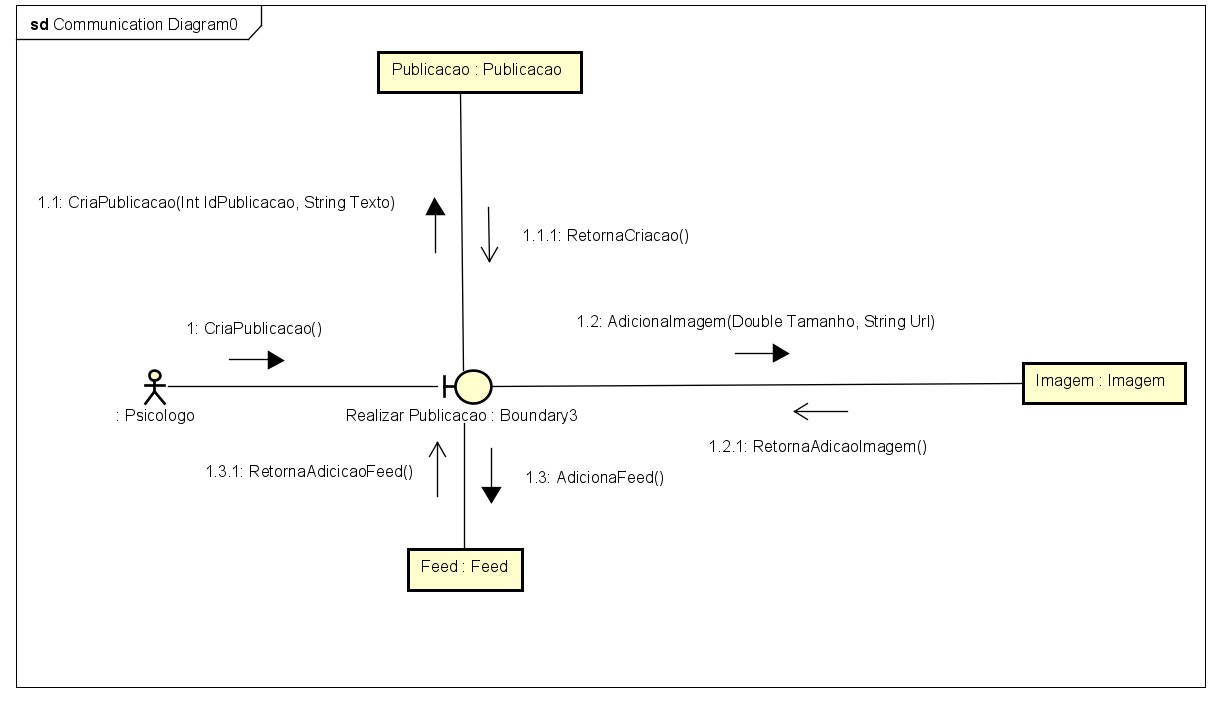 sd Communication Diagram0
Publicacao : Publicacao
1.1: CriaPublicacao(Int IdPublicacao, String Texto)
1.1.1: RetornaCriacao()
1: CriaPublicacao()
1.2: AdicionaImagem(Double Tamanho, String Url)
Imagem : Imagem
: Psicologo
Realizar Publicacao : Boundary3
1.2.1: RetornaAdicaoImagem()
1.3.1: RetornaAdicicaoFeed()
1.3: AdicionaFeed()
Feed : Feed